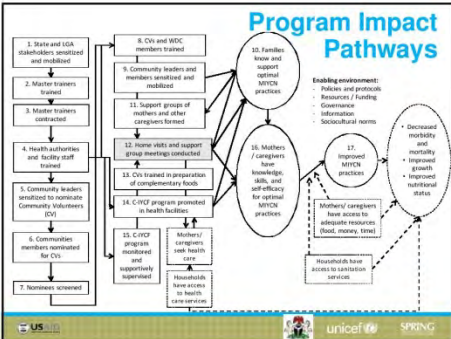 Program Impact
Pathways
1. State and LGA
stakeholders sensitized
and mobilized
2. Master trainers
trained
3. Master trainers
contracted
4. Health authorities
and facility staff
trained
5. Community leaders
sensitized to nominate
Community Volunteers
(CV)
6. Communities
members nominated
for CVs
7. Nominees screened
8. CVs and WDC
members trained
9. Community leaders
and members sensitized
and mobilized
11. Support groups of
mothers and other
caregivers formed
12. Home visits and support
group meetings conducted
13. CVs trained in preparation
of complementary foods
14. C-IYCF program promoted
in health facilities
15. C-IYCF
program
monitored
and
supportively
supervised
Mothers/
caregivers
seek health
care
Households
have access
to health
care services
10. Families
know and
support
optimal
MIYCN
practices
16. Mothers /
caregivers
have
knowledge,
skills, and
self-efficacy
for optimal
MIYCN
practices
Enabling environment:
- Policies and protocols
- Resources / Funding
- Governance
- Information
- Sociocultural norms
17.
Improved
MIYCN
practices
Mothers/ caregivers
have access to
adequate resources
(food, money, time)
Households have
access to sanitation
services
• Decreased
morbidity
and
mortality
• Improved
growth
• Improved
nutritional
status
USAID
unicef
SPRING